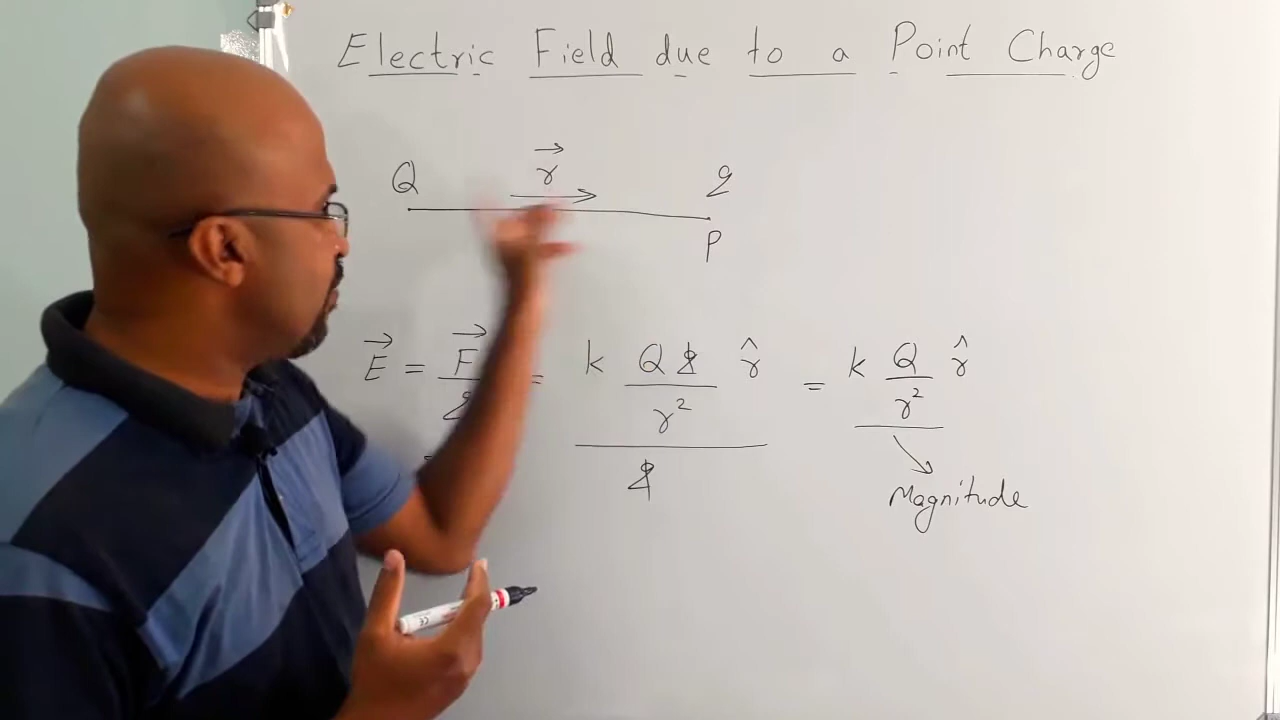 Electric Field due to a Point Charge
Q r⃗ q
P
E⃗ = F⃗/q = (k Qq/r² r̂)/q = k Q/r² r̂
Magnitude